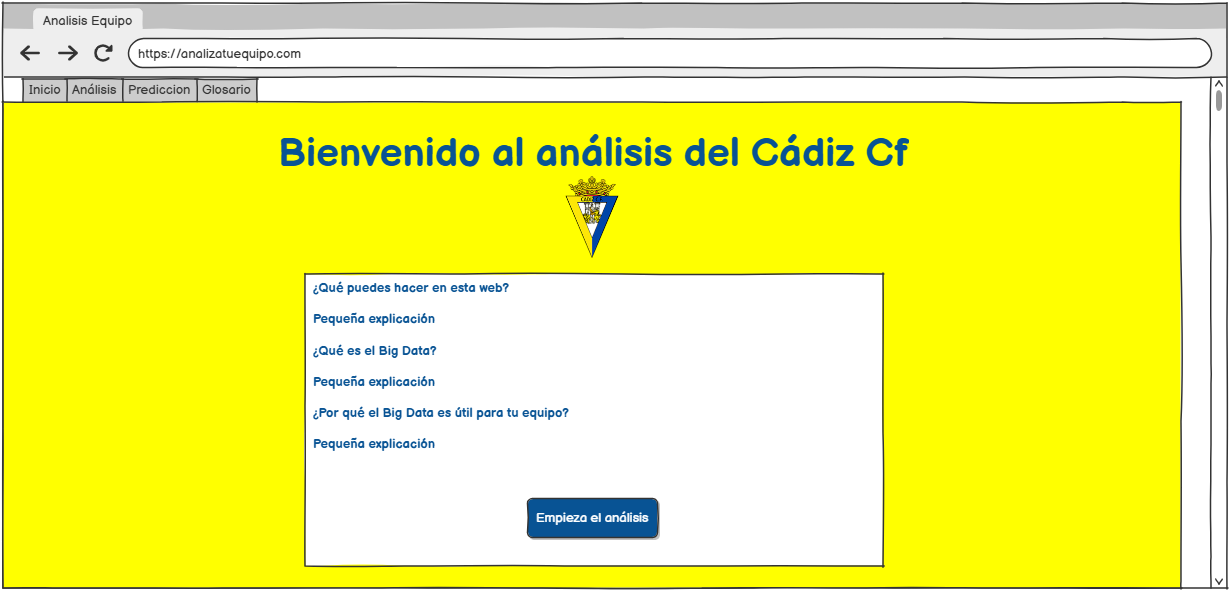 Analisis Equipo
https://analizatuequipo.com
Inicio Análisis Prediccion Glosario
Bienvenido al análisis del Cádiz Cf
¿Qué puedes hacer en esta web?
Pequeña explicación
¿Qué es el Big Data?
Pequeña explicación
¿Por qué el Big Data es útil para tu equipo?
Pequeña explicación
Empieza el análisis